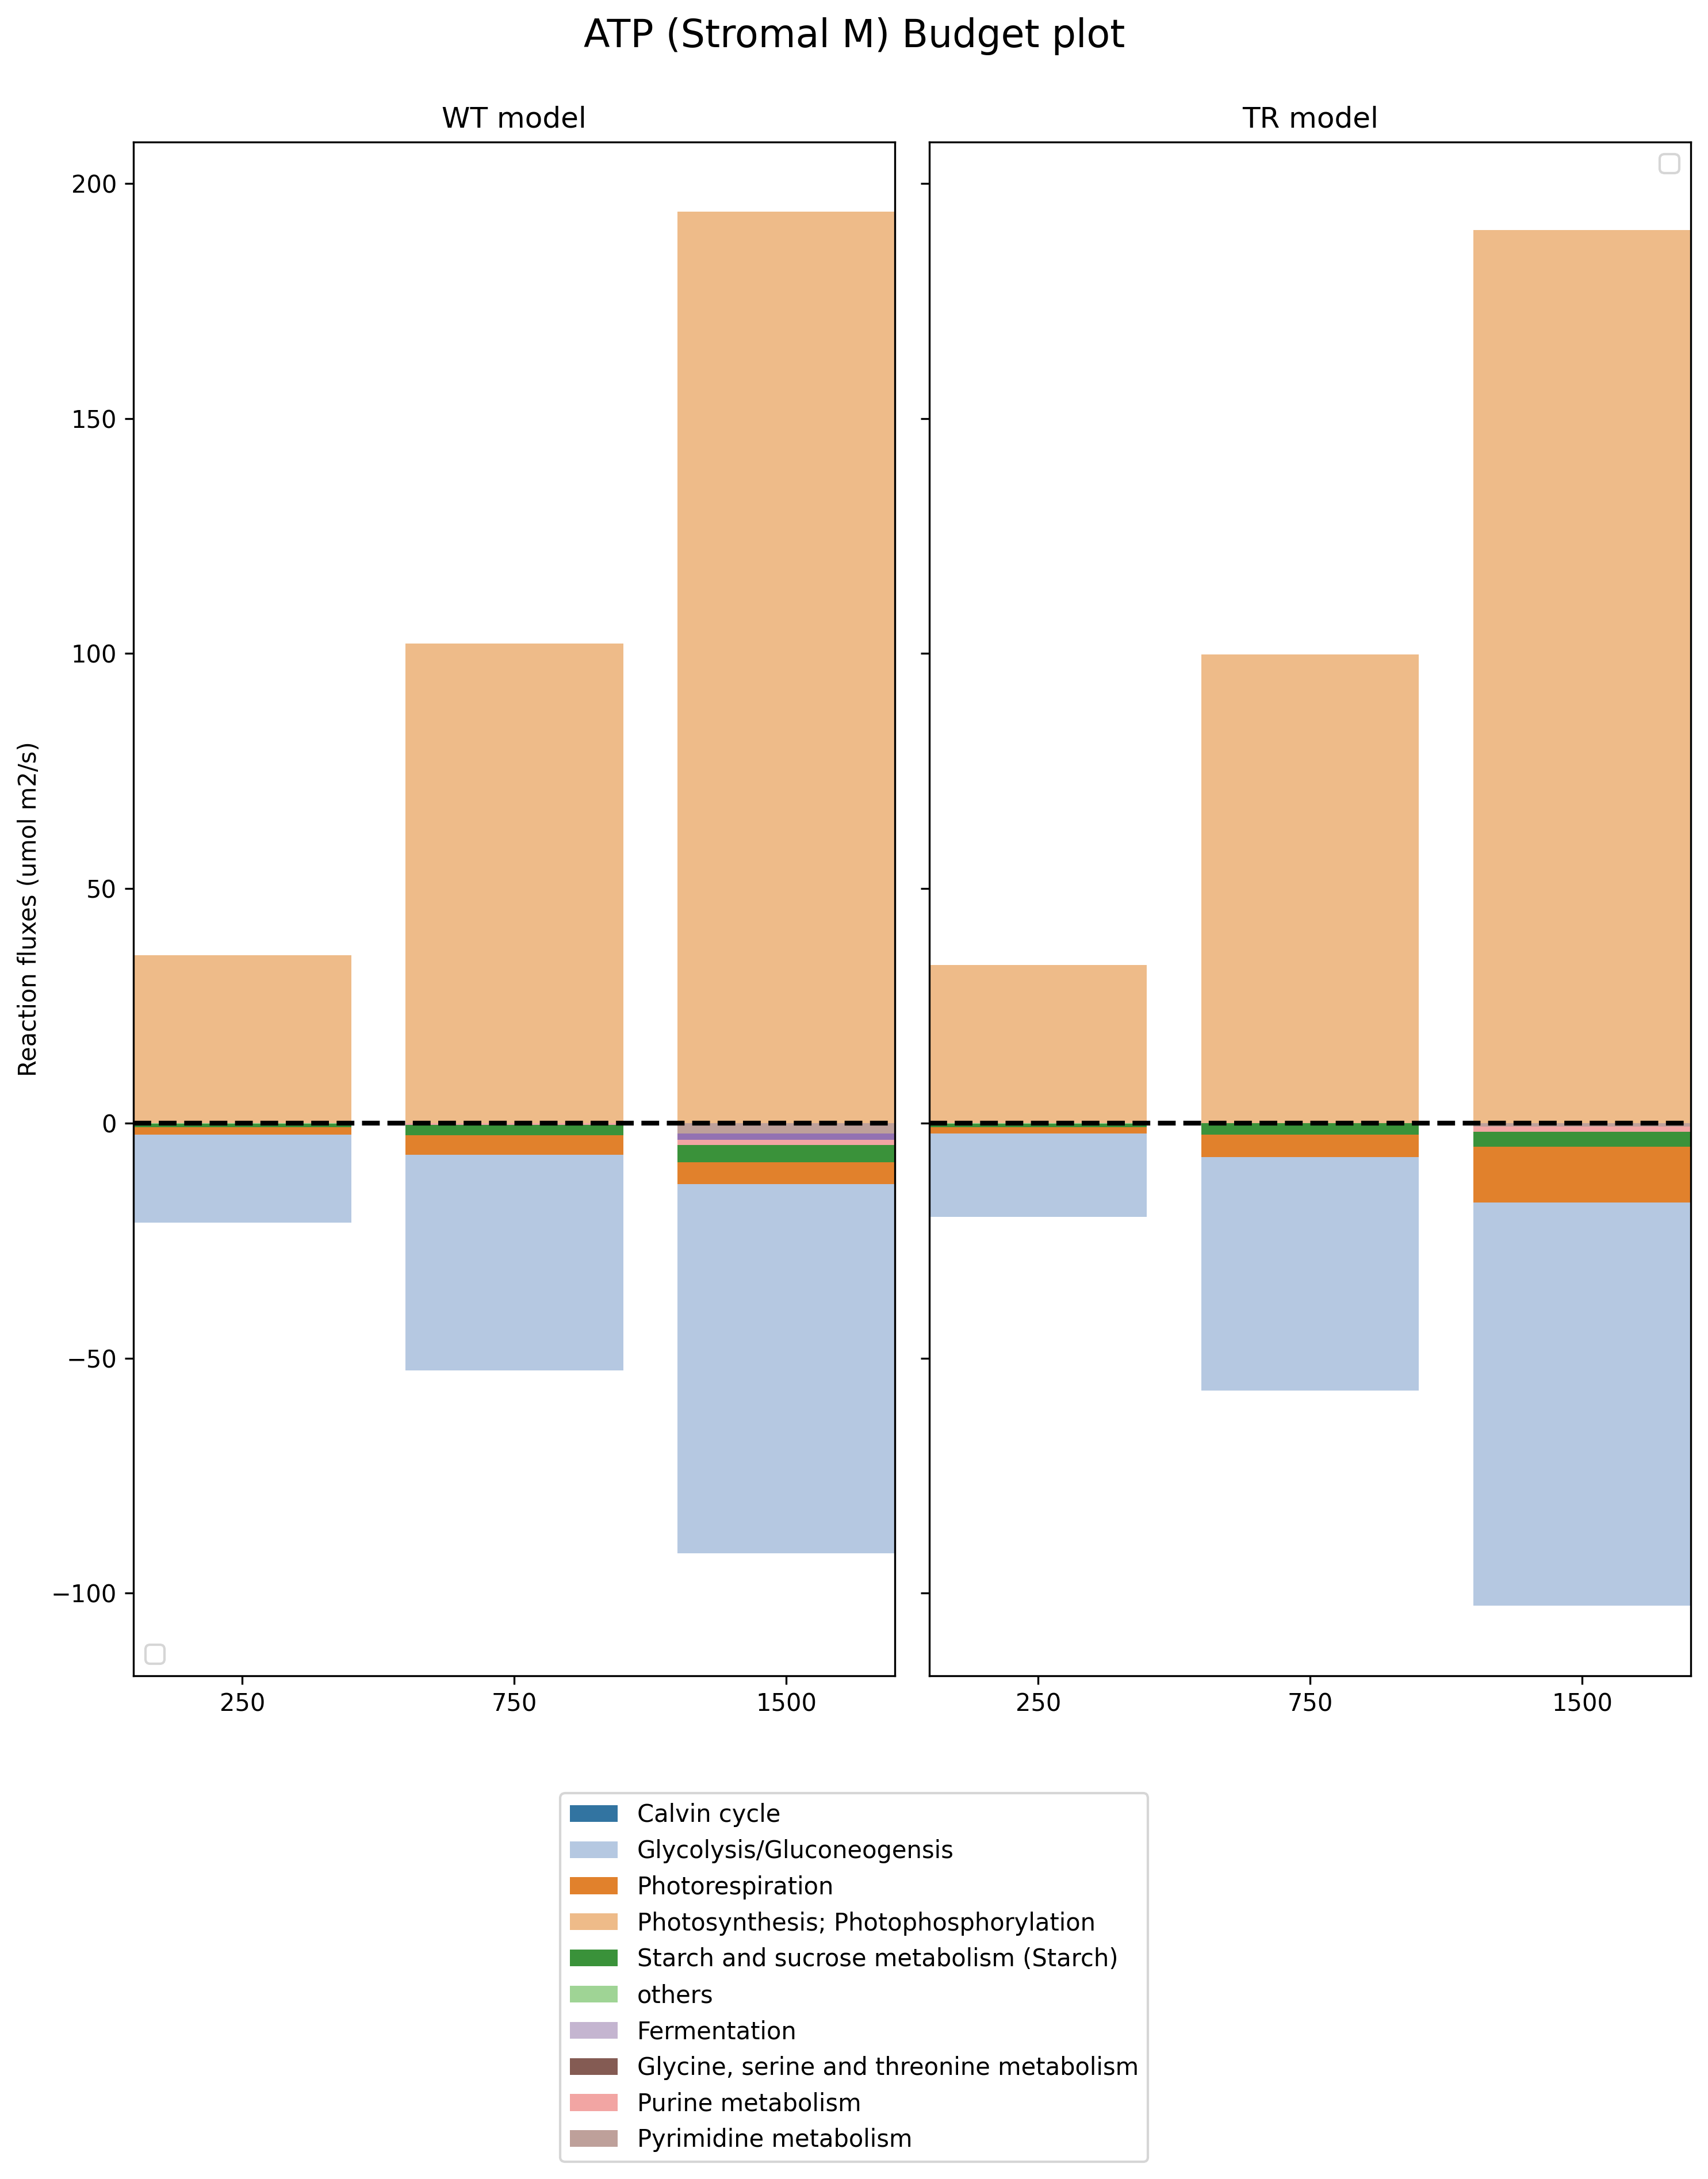 ATP (Stromal M) Budget plot
WT model
TR model
Reaction fluxes (umol m2/s)
200
150
100
50
0
−50
−100
250
750
1500
250
750
1500
Calvin cycle
Glycolysis/Gluconeogensis
Photorespiration
Photosynthesis; Photophosphorylation
Starch and sucrose metabolism (Starch)
others
Fermentation
Glycine, serine and threonine metabolism
Purine metabolism
Pyrimidine metabolism